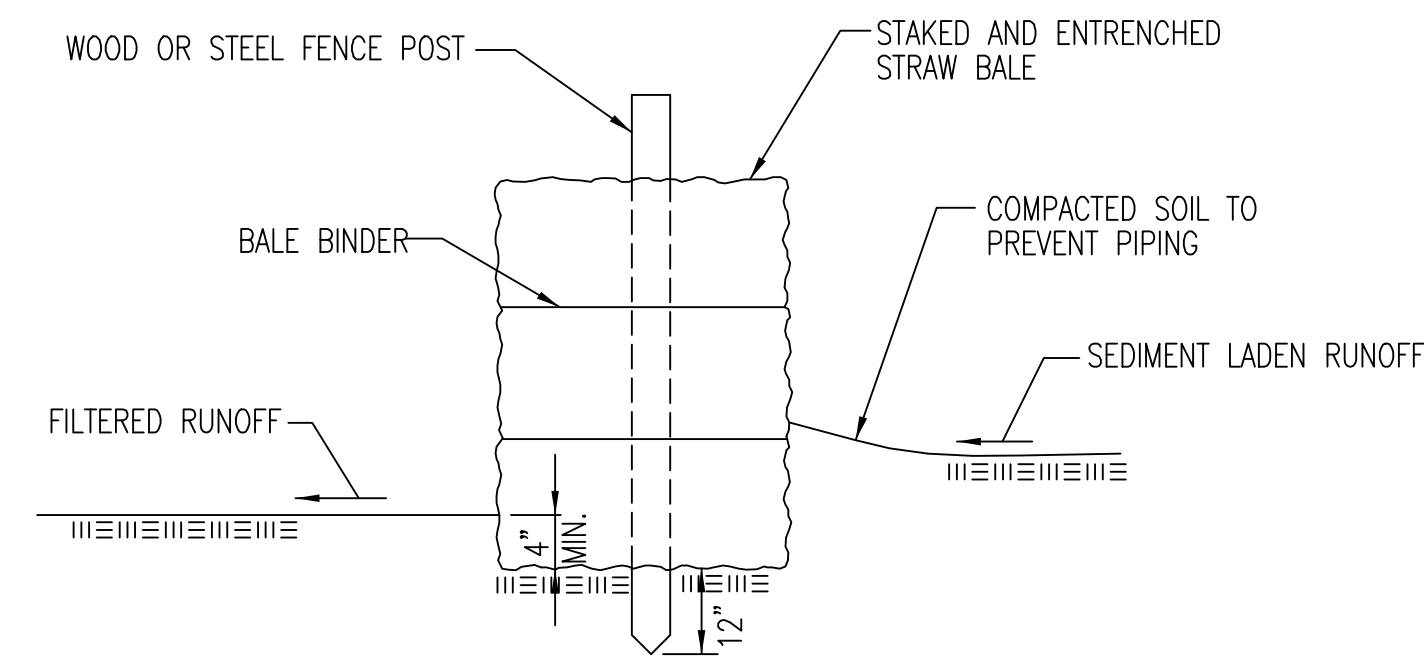 WOOD OR STEEL FENCE POST
STAKED AND ENTRENCHED
STRAW BALE
BALE BINDER
COMPACTED SOIL TO
PREVENT PIPING
SEDIMENT LADEN RUNOFF
FILTERED RUNOFF
4"
MIN.
12"